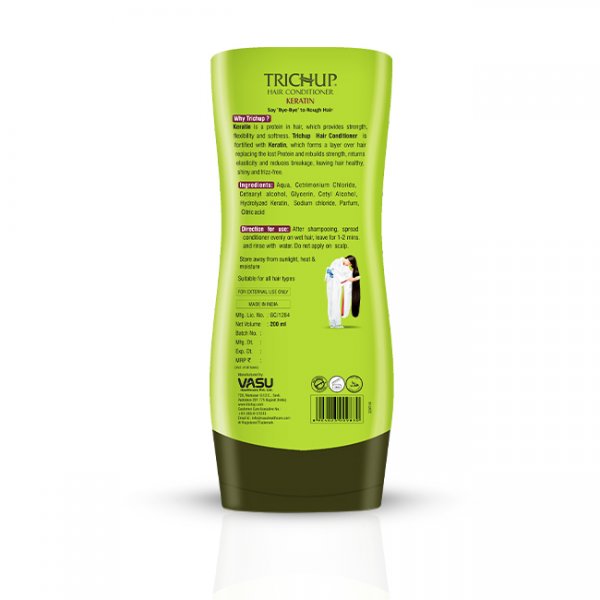 TRICHUP
HAIR CONDITIONER
KERATIN
Say 'Bye-Bye' to Rough Hair
Why Trichup ?
Keratin is a protein in hair, which provides strength,
flexibility and softness. Trichup Hair Conditioner is
fortified with Keratin, which forms a layer over hair
replacing the lost Protein and rebuilds strength, returns
elasticity and reduces breakage, leaving hair healthy,
shiny and frizz-free.
Ingredients: Aqua, Cetrimonium Chloride,
Cetearyl alcohol, Glycerin, Cetyl Alcohol,
Hydrolyzed Keratin, Sodium chloride, Parfum,
Citric acid
Direction for use: After shampooing, spread
conditioner evenly on wet hair, leave for 1-2 mins.
and rinse with water. Do not apply on scalp.
Store away from sunlight, heat &
moisture
Suitable for all hair types
FOR EXTERNAL USE ONLY
MADE IN INDIA
Mfg. Lic. No. : GC/1284
Net Volume : 200 ml
Batch No. :
Mfg. Dt. :
Exp. Dt. :
MRP ₹ :
Manufactured by
VASU
Healthcare Pvt. Ltd.